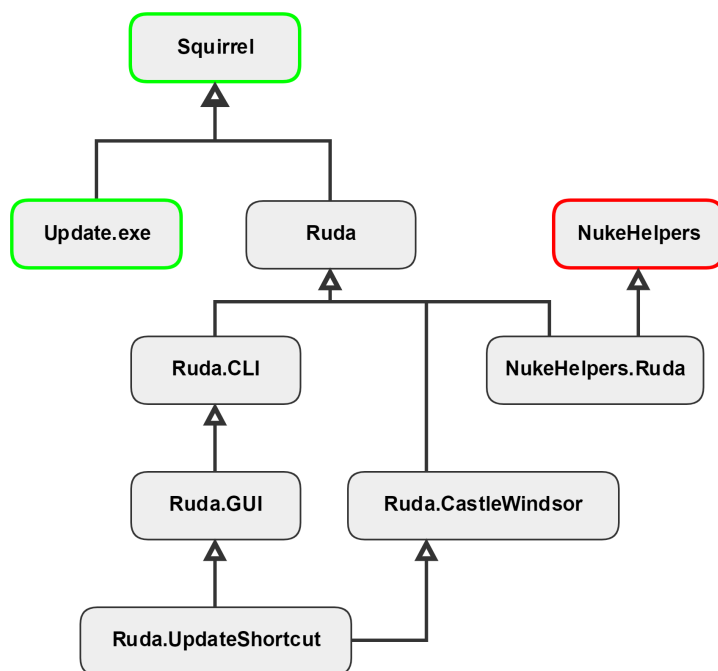 Squirrel
Update.exe
Ruda
NukeHelpers
Ruda.CLI
NukeHelpers.Ruda
Ruda.GUI
Ruda.CastleWindsor
Ruda.UpdateShortcut